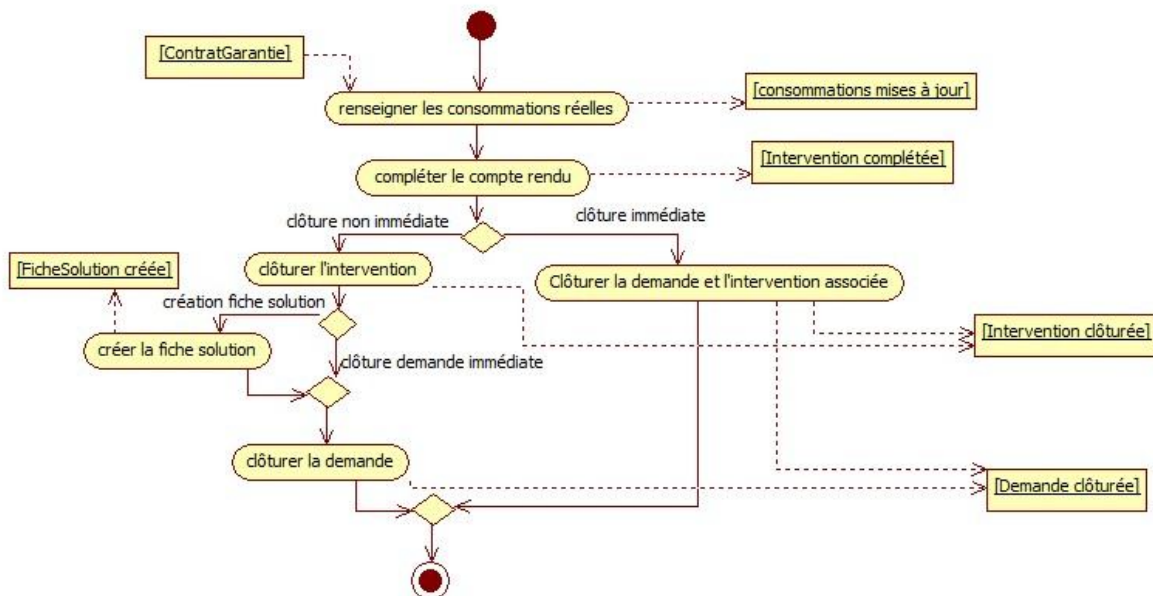 [ContratGarantie]
renseigner les consommations réelles
[consommations mises à jour]
compléter le compte rendu
[Intervention complétée]
clôture non immédiate
clôture immédiate
[FicheSolution créée]
clôturer l'intervention
Clôturer la demande et l'intervention associée
création fiche solution
créer la fiche solution
[Intervention clôturée]
clôture demande immédiate
clôturer la demande
[Demande clôturée]